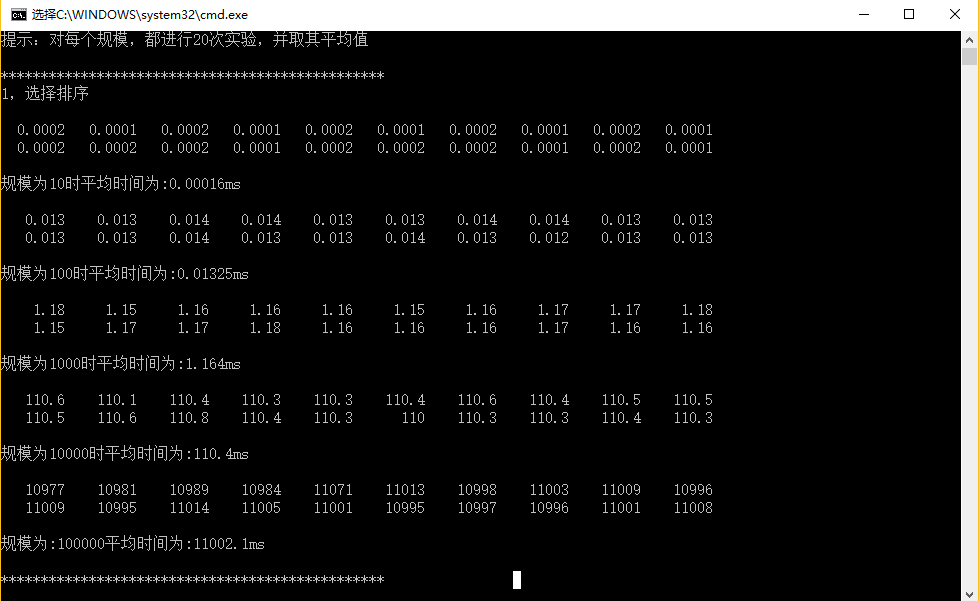 选择C:\WINDOWS\system32\cmd.exe
提示: 对每个规模, 都进行20次实验, 并取其平均值
************************************************
1, 选择排序
0.0002 0.0001 0.0002 0.0001 0.0002 0.0001 0.0002 0.0001 0.0002 0.0001
0.0002 0.0002 0.0002 0.0001 0.0002 0.0002 0.0002 0.0001 0.0002 0.0001
规模为10时平均时间为:0.00016ms
0.013 0.013 0.014 0.014 0.013 0.013 0.014 0.014 0.013 0.013
0.013 0.013 0.014 0.013 0.013 0.014 0.013 0.012 0.013 0.013
规模为100时平均时间为:0.01325ms
1.18 1.15 1.16 1.16 1.16 1.15 1.16 1.17 1.17 1.18
1.15 1.17 1.17 1.18 1.16 1.16 1.16 1.17 1.16 1.16
规模为1000时平均时间为:1.164ms
110.6 110.1 110.4 110.3 110.3 110.4 110.6 110.4 110.5 110.5
110.5 110.6 110.8 110.4 110.3 110 110.3 110.3 110.4 110.3
规模为10000时平均时间为:110.4ms
10977 10981 10989 10984 11071 11013 10998 11003 11009 10996
11009 10995 11014 11005 11001 10995 10997 10996 11001 11008
规模为:100000平均时间为:11002.1ms
************************************************